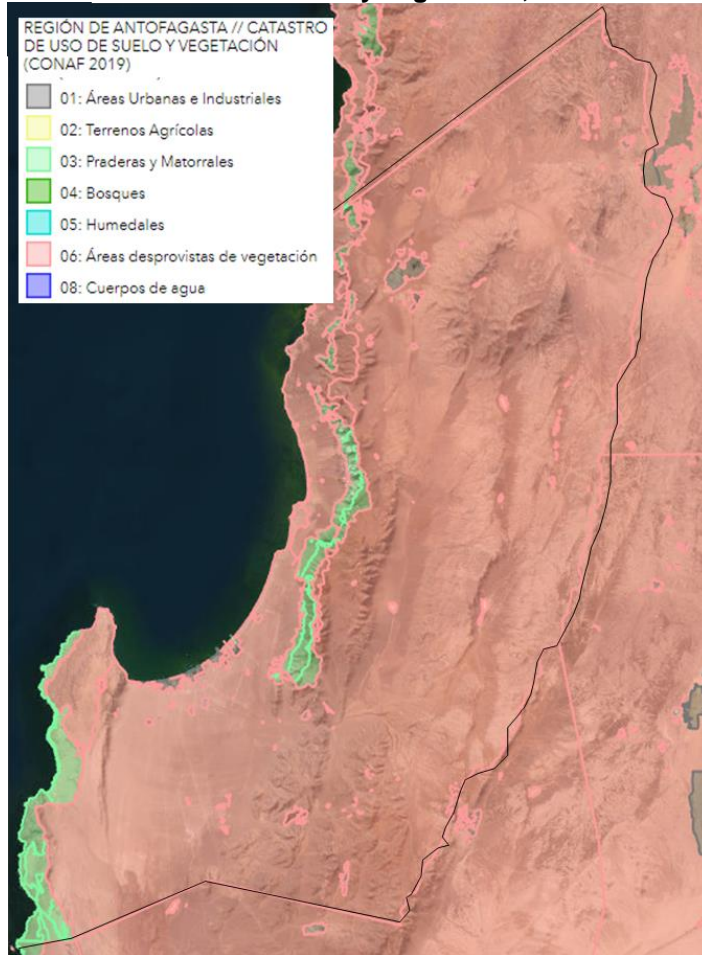 REGIÓN DE ANTOFAGASTA // CATASTRO
DE USO DE SUELO Y VEGETACIÓN
(CONAF 2019)
01: Áreas Urbanas e Industriales
02: Terrenos Agrícolas
03: Praderas y Matorrales
04: Bosques
05: Humedales
06: Áreas desprovistas de vegetación
08: Cuerpos de agua